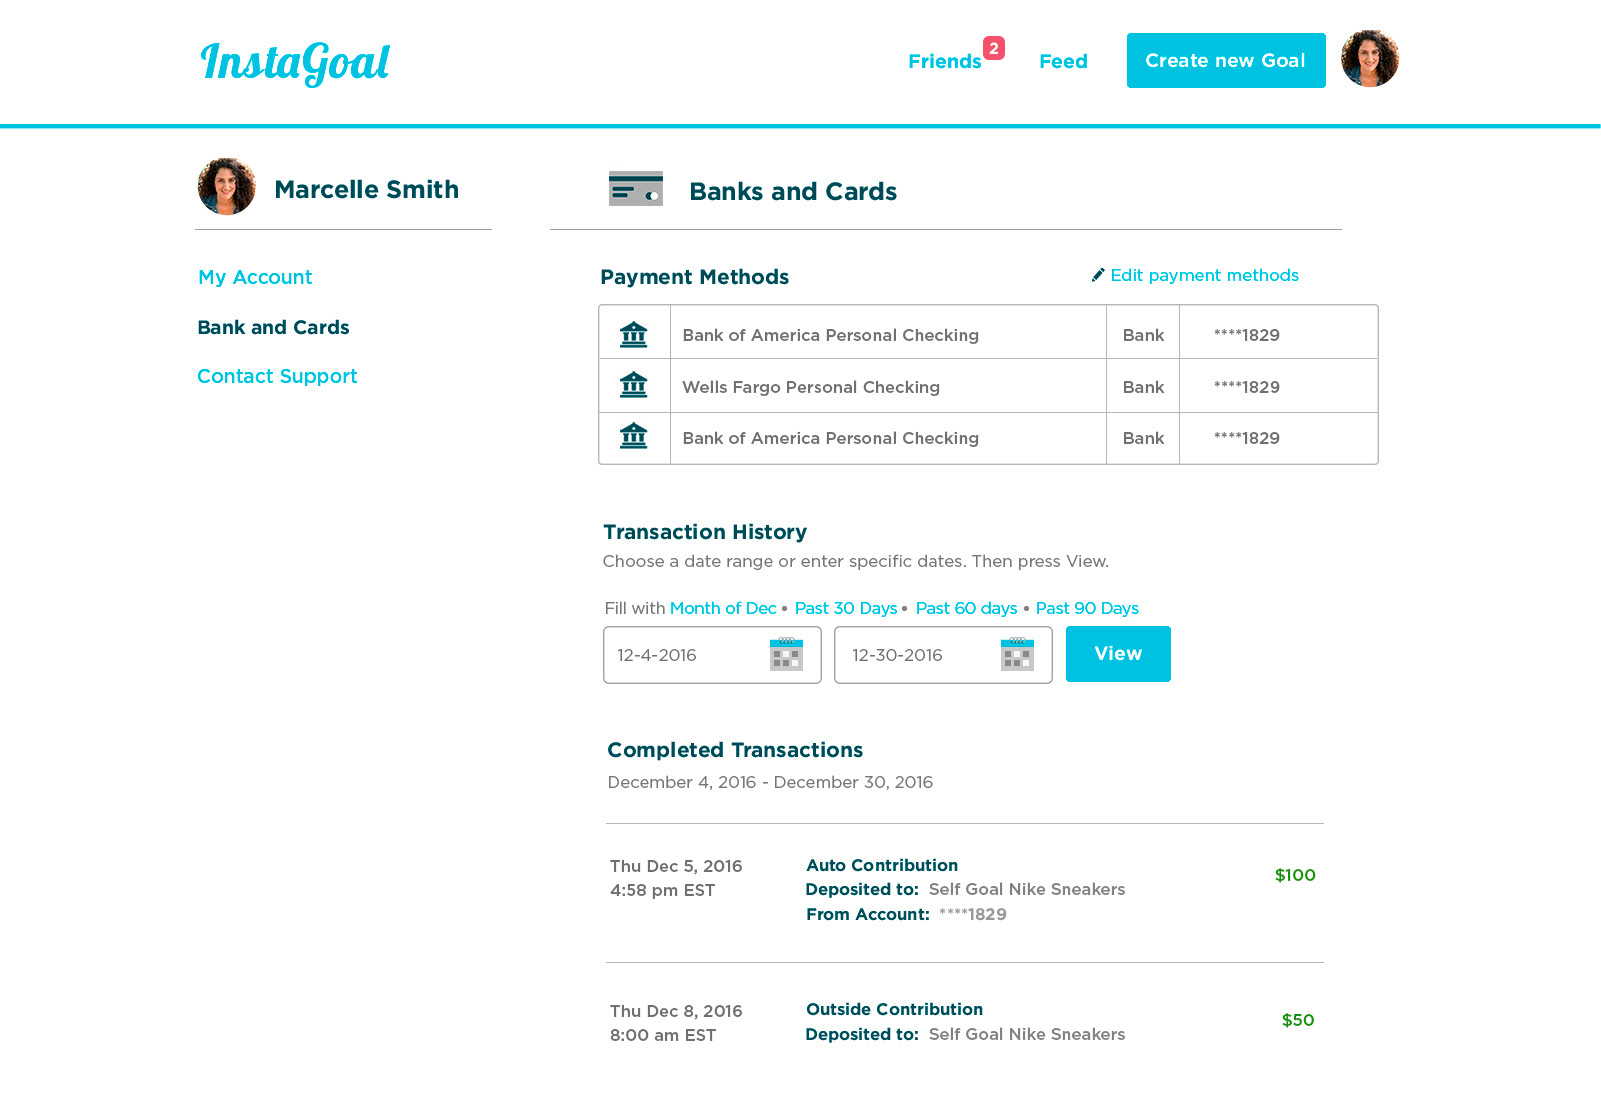 InstaGoal
Friends 2 Feed Create new Goal
Marcelle Smith
My Account
Bank and Cards
Contact Support
Banks and Cards
Payment Methods Edit payment methods
Bank of America Personal Checking Bank ****1829
Wells Fargo Personal Checking Bank ****1829
Bank of America Personal Checking Bank ****1829
Transaction History
Choose a date range or enter specific dates. Then press View.
Fill with Month of Dec • Past 30 Days • Past 60 days • Past 90 Days
12-4-2016 12-30-2016 View
Completed Transactions
December 4, 2016 - December 30, 2016
Thu Dec 5, 2016
4:58 pm EST
Auto Contribution
Deposited to: Self Goal Nike Sneakers
From Account: ****1829
$100
Thu Dec 8, 2016
8:00 am EST
Outside Contribution
Deposited to: Self Goal Nike Sneakers
$50